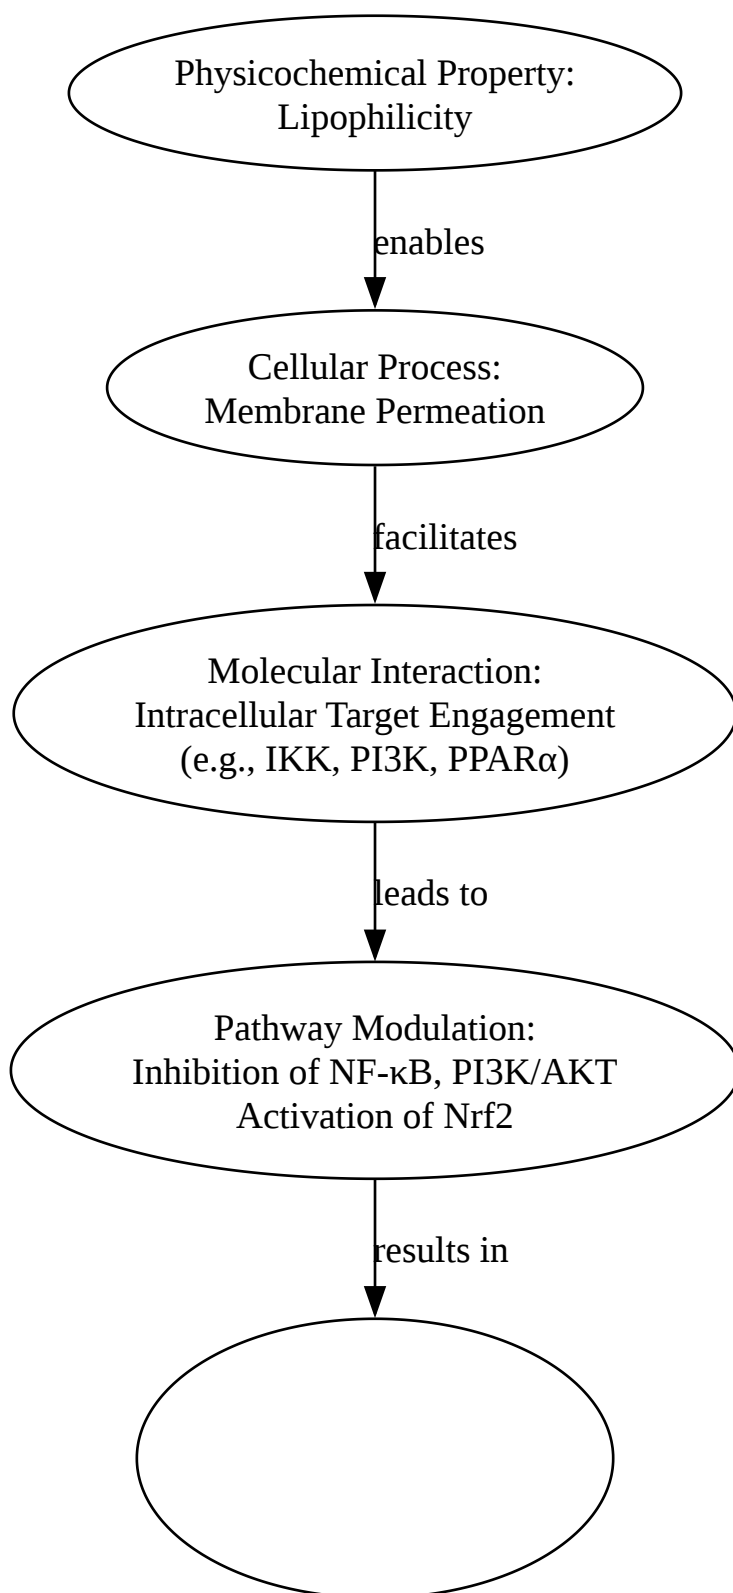 Physicochemical Property:
Lipophilicity
enables
Cellular Process:
Membrane Permeation
facilitates
Molecular Interaction:
Intracellular Target Engagement
(e.g., IKK, PI3K, PPARα)
leads to
Pathway Modulation:
Inhibition of NF-κB, PI3K/AKT
Activation of Nrf2
results in